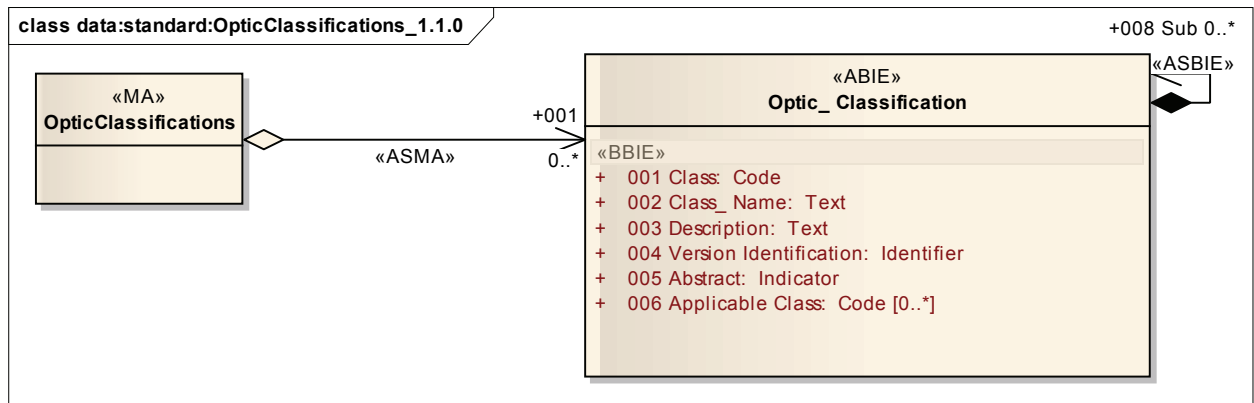 class data:standard:OpticClassifications_1.1.0
+008 Sub 0..*
«ASBIE»
«MA»
OpticClassifications
+001
0..*
«ASMA»
«ABIE»
Optic_ Classification
«BBIE»
+ 001 Class: Code
+ 002 Class_ Name: Text
+ 003 Description: Text
+ 004 Version Identification: Identifier
+ 005 Abstract: Indicator
+ 006 Applicable Class: Code [0..*]